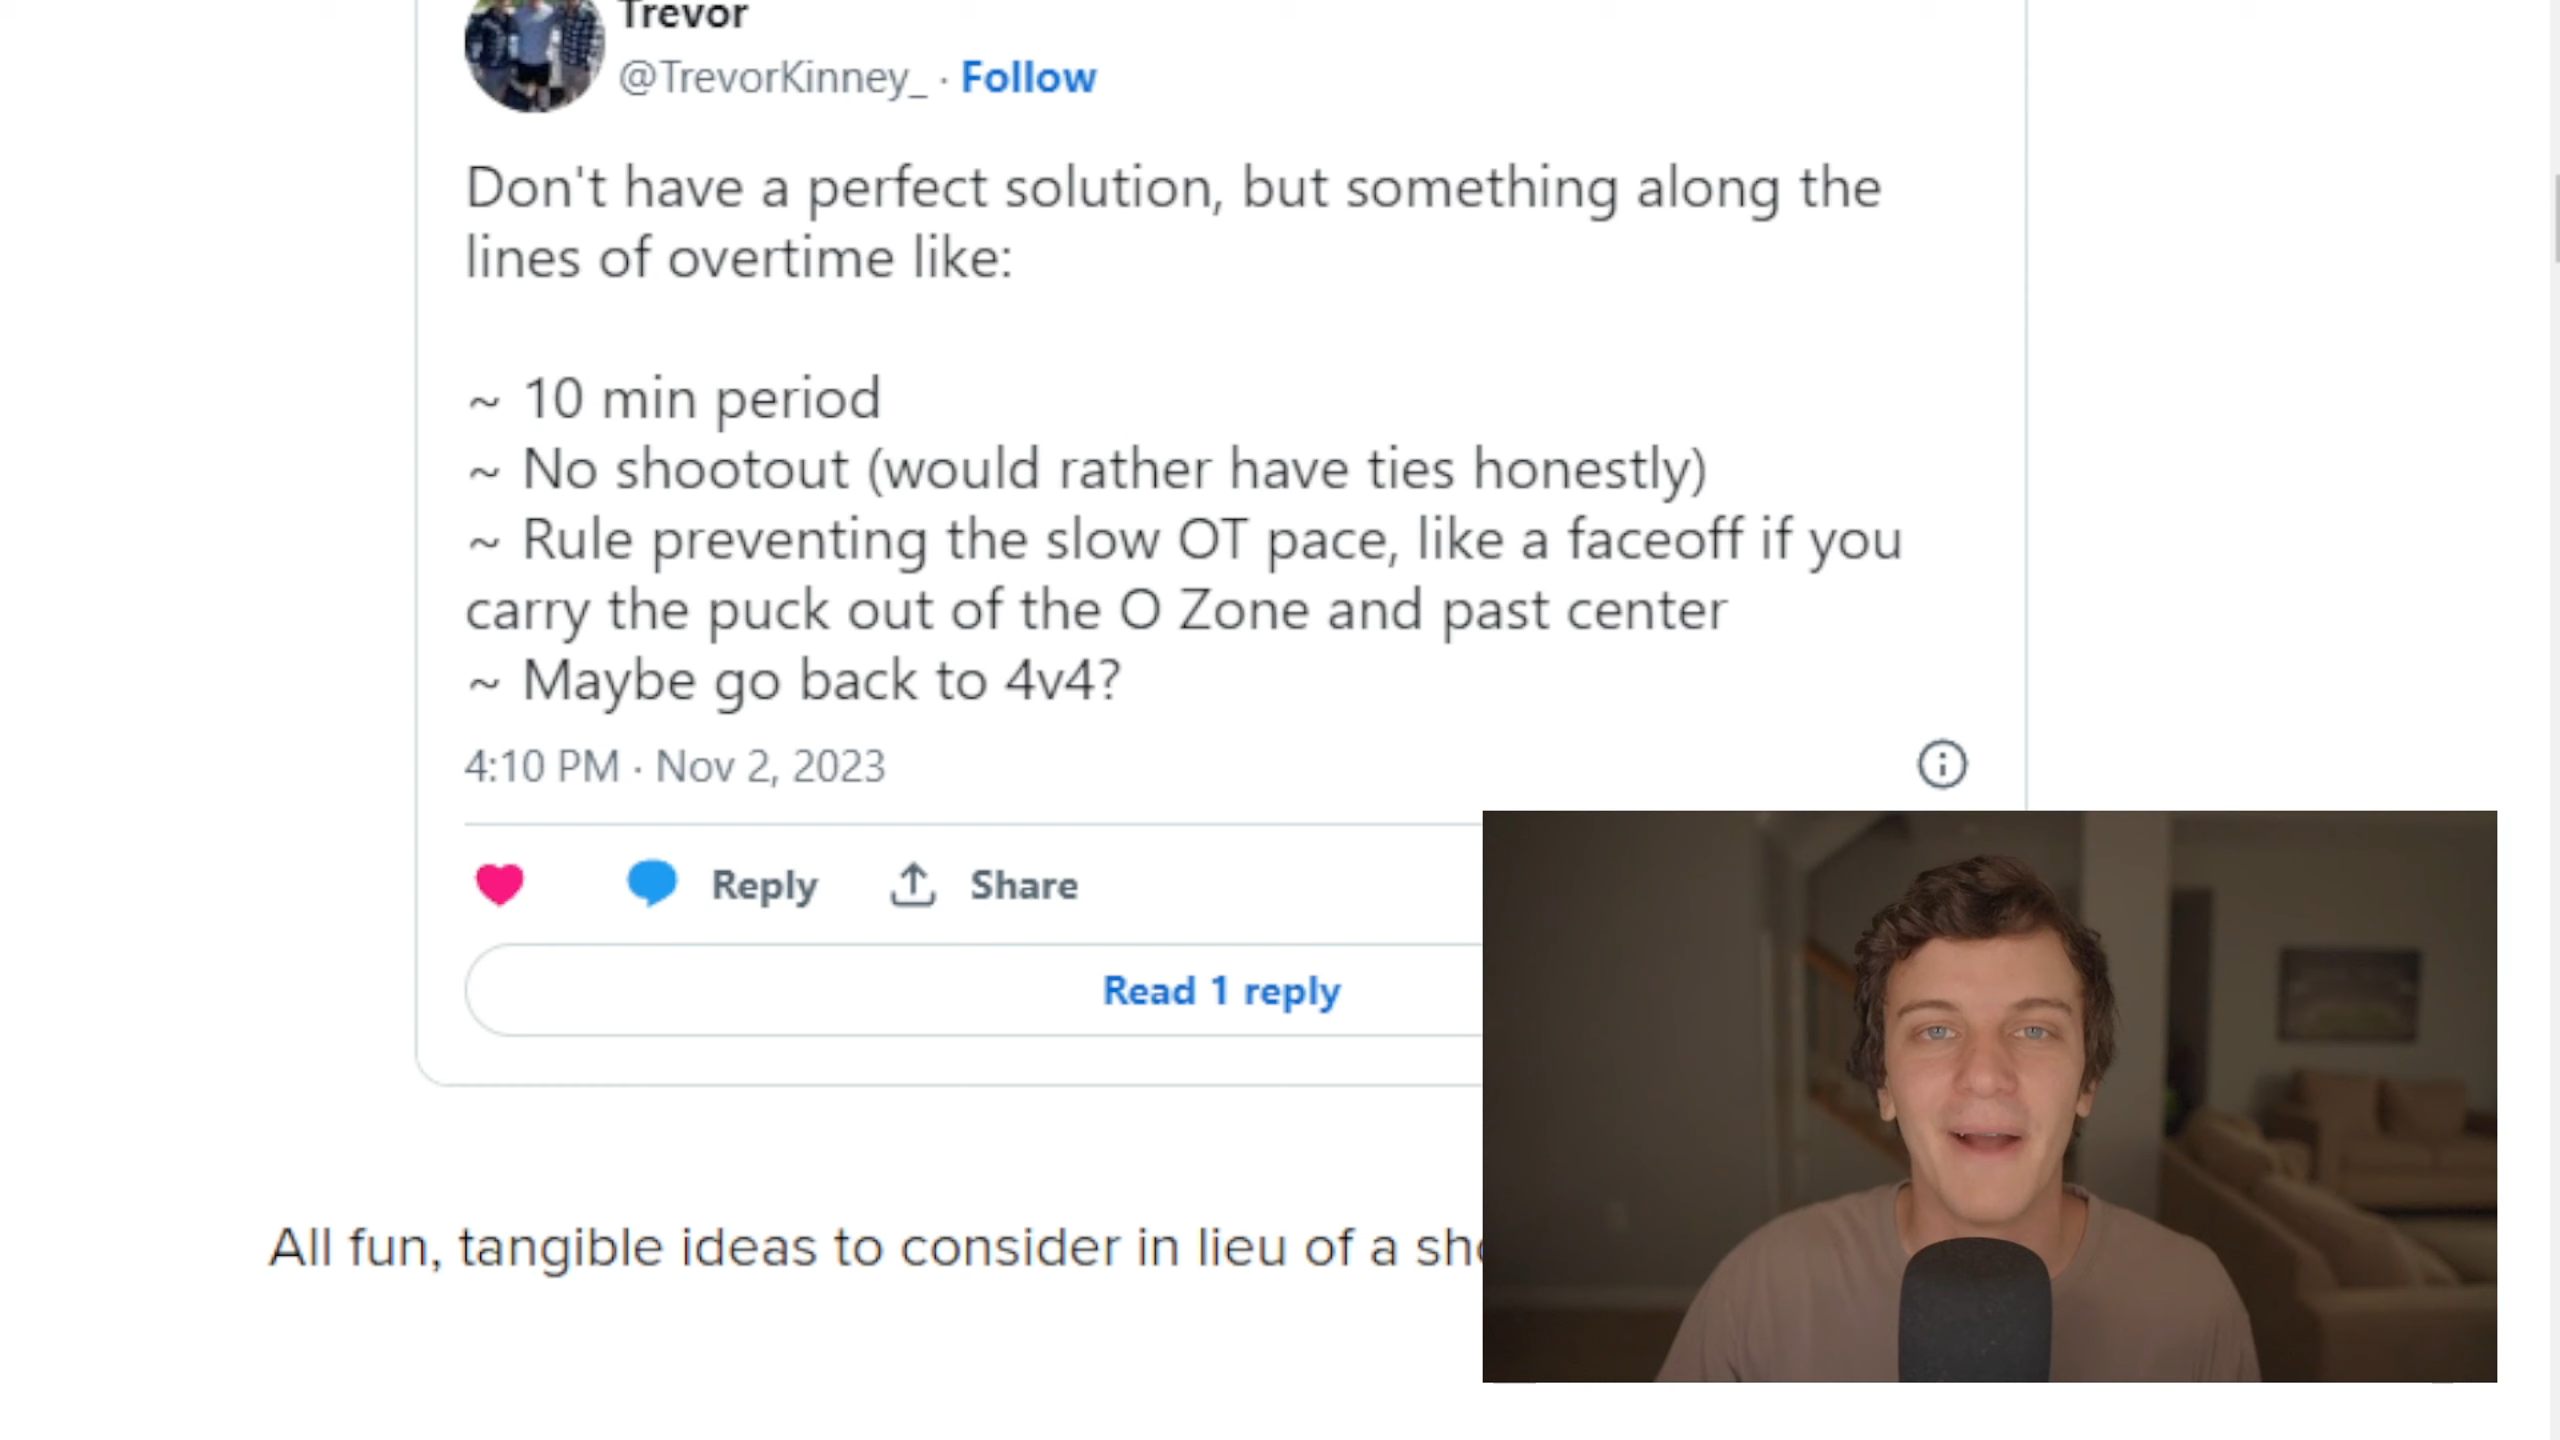 Trevor
@TrevorKinney_ · Follow
Don't have a perfect solution, but something along the
lines of overtime like:
~ 10 min period
~ No shootout (would rather have ties honestly)
~ Rule preventing the slow OT pace, like a faceoff if you
carry the puck out of the O Zone and past center
~ Maybe go back to 4v4?
4:10 PM · Nov 2, 2023
Reply Share
Read 1 reply
All fun, tangible ideas to consider in lieu of a